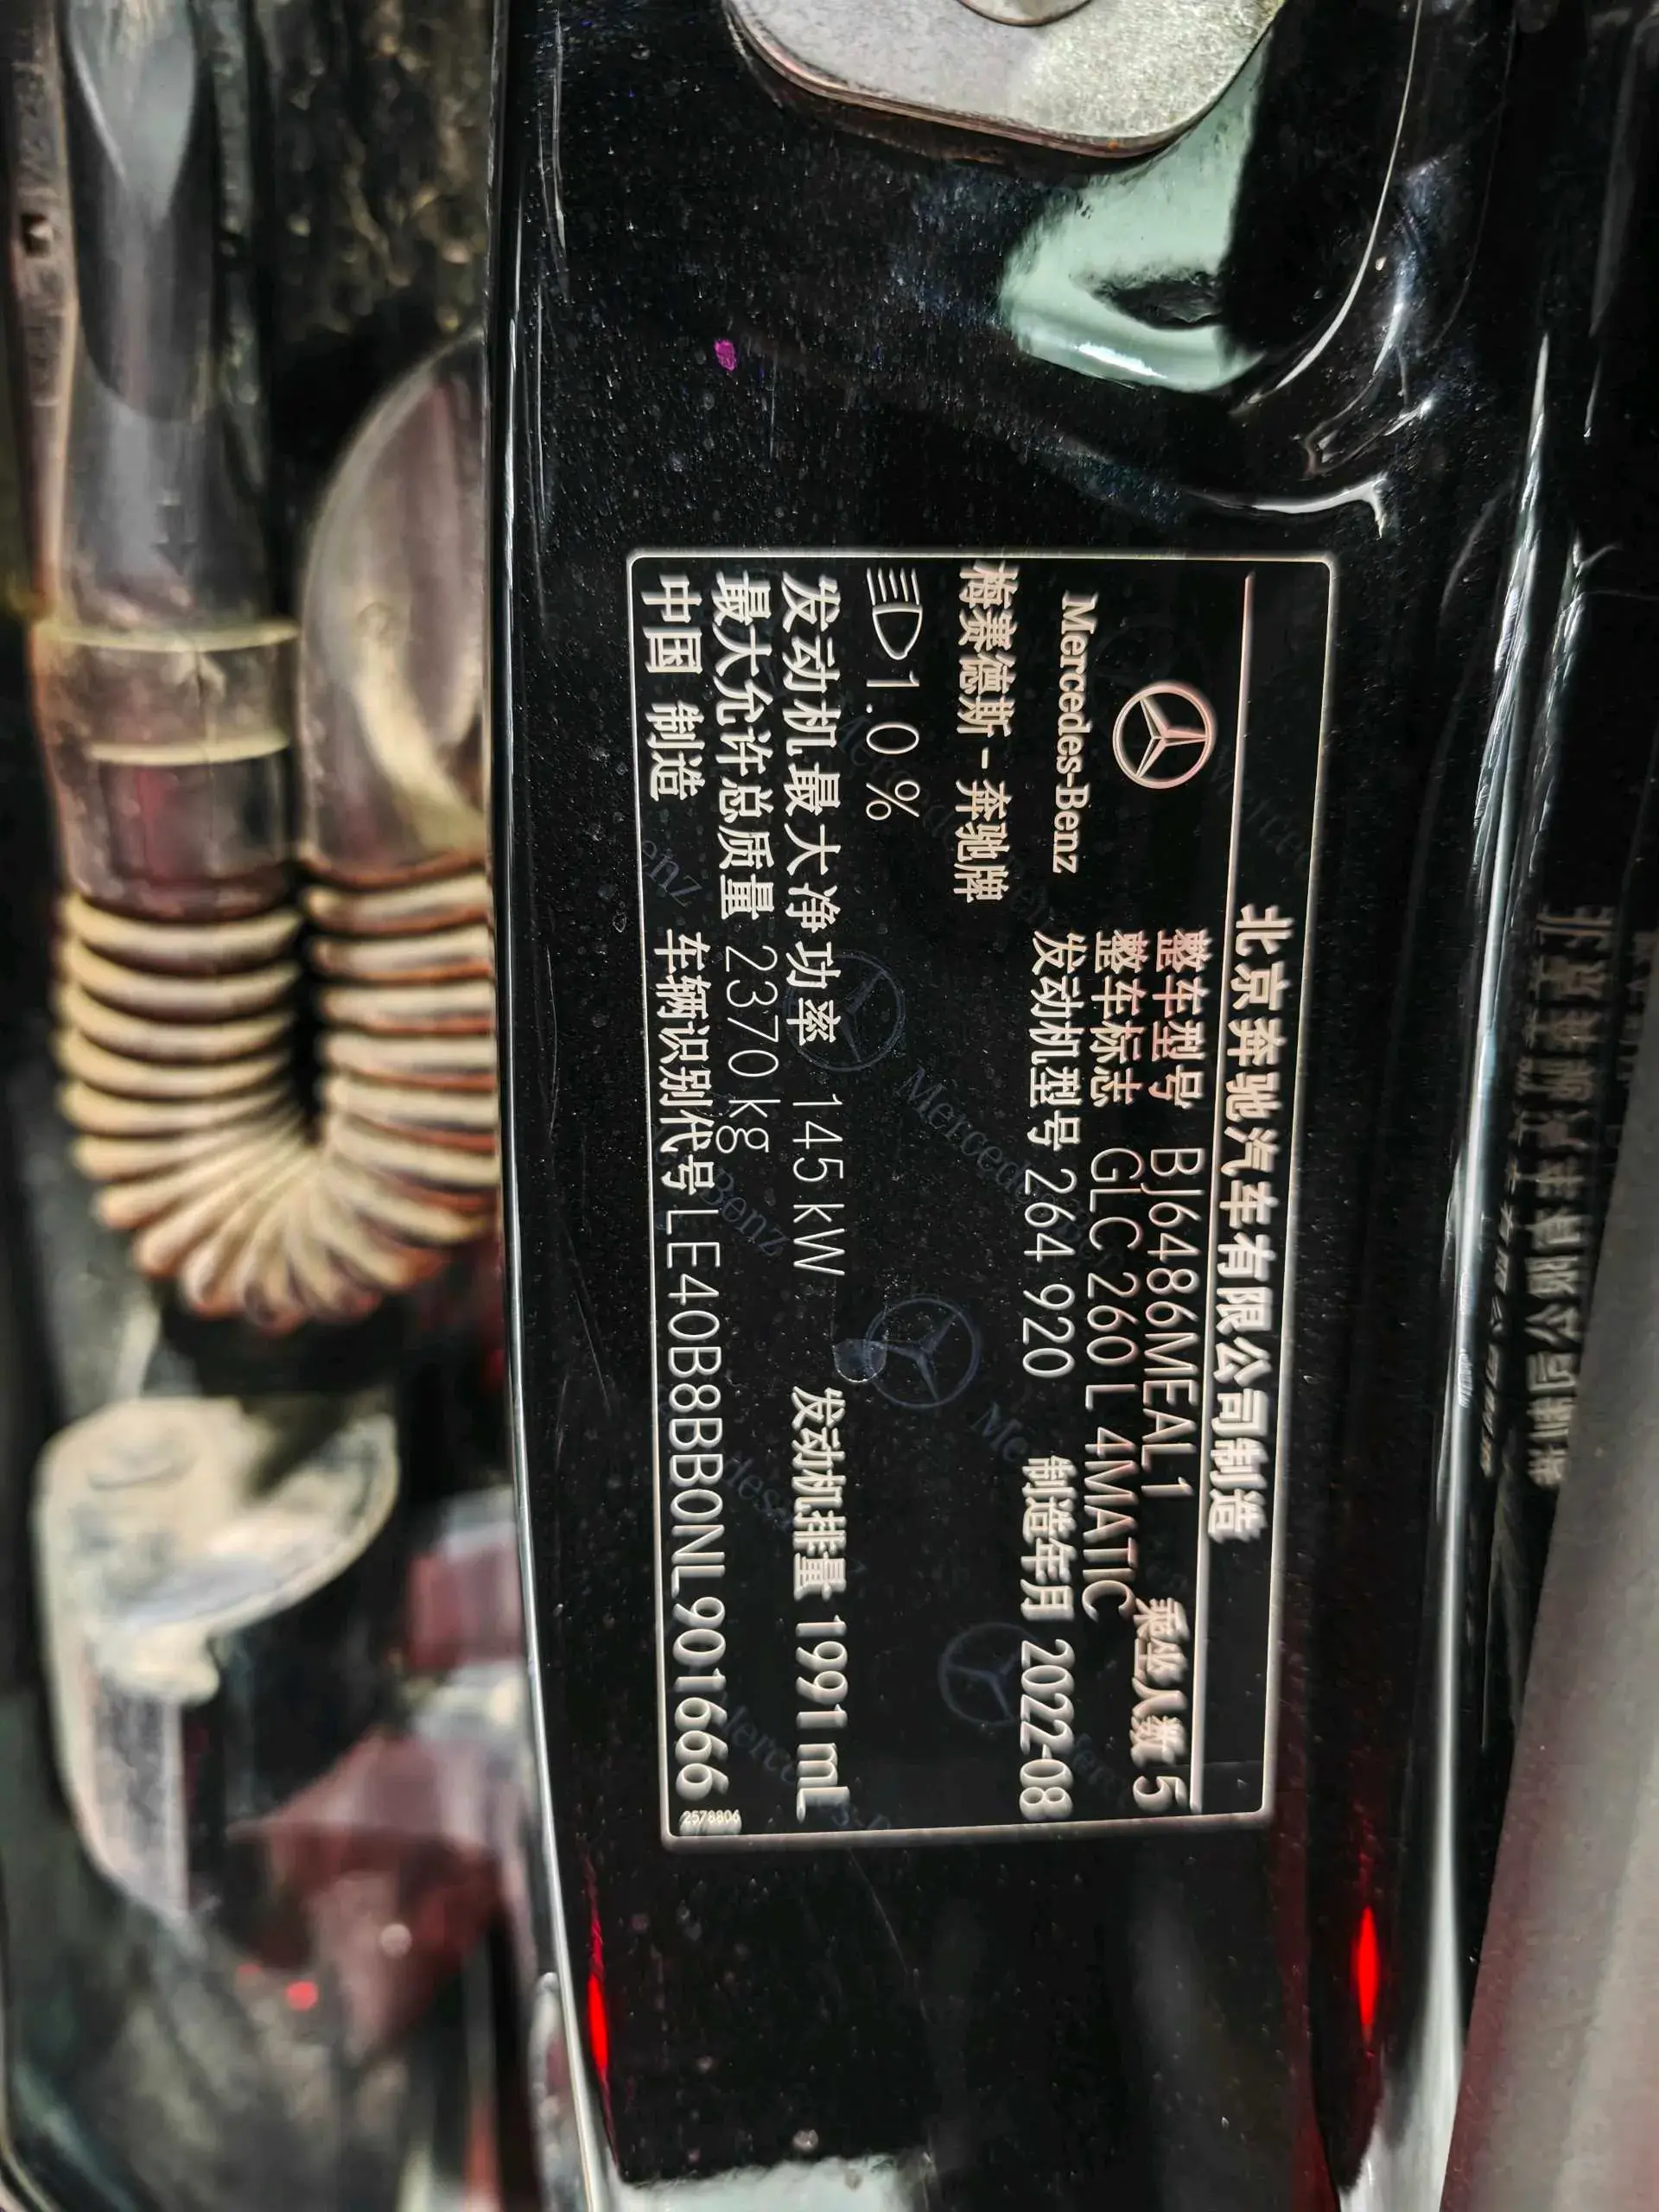 北京奔驰汽车有限公司制造
整车型号 BJ6486MEAL1 乘坐人数 5
整车标志 GLC 260 L 4MATIC
Mercedes-Benz 发动机型号 264 920 制造年月 2022-08
梅赛德斯-奔驰牌
1.0%
发动机最大净功率 145 kW 发动机排量 1991 mL
最大允许总质量 2370 kg
中国 制造 车辆识别代号 LE40B8BB0NL901666
2578806